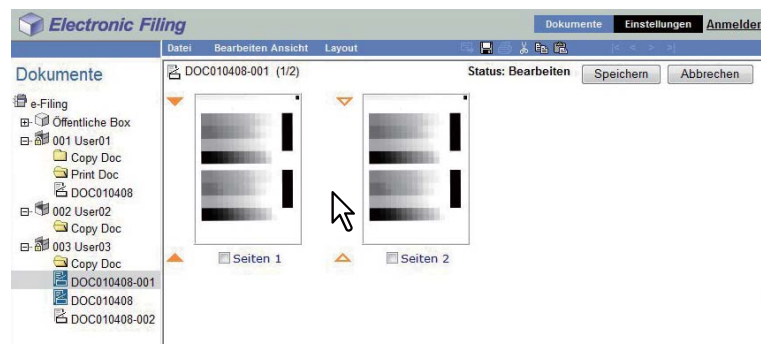 Electronic Filing
Dokumente Einstellungen Anmelden
Datei Bearbeiten Ansicht Layout |< < > >|
Dokumente
DOC010408-001 (1/2) Status: Bearbeiten Speichern Abbrechen
e-Filing
Öffentliche Box
001 User01
Copy Doc
Print Doc
DOC010408
002 User02
Copy Doc
003 User03
Copy Doc
DOC010408-001
DOC010408
DOC010408-002
Seiten 1 Seiten 2